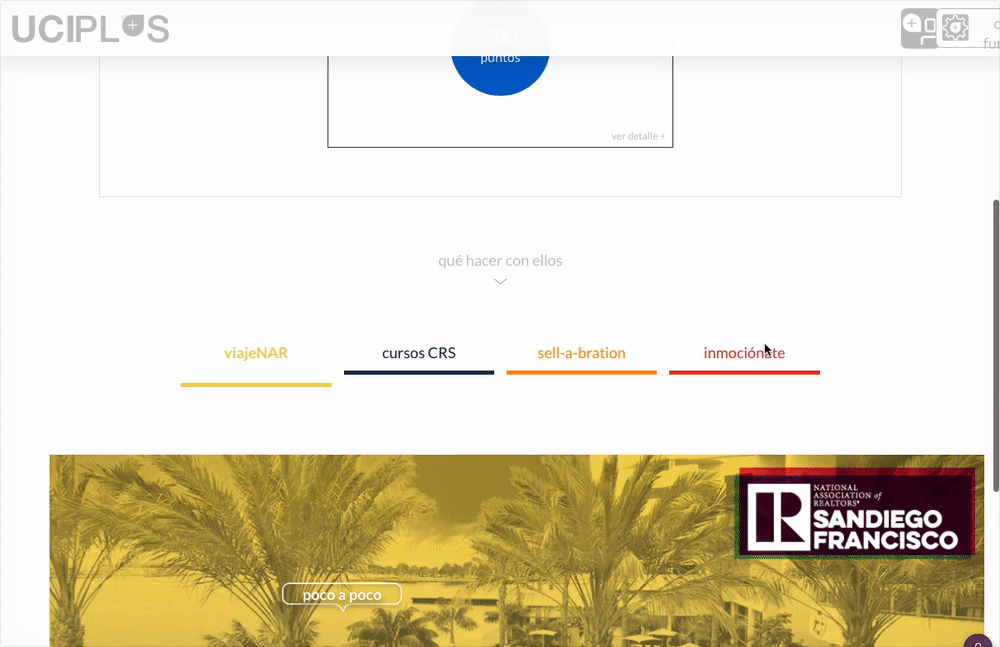 UCIPLUS
700
puntos
ver detalle +
qué hacer con ellos
viajeNAR
cursos CRS
sell-a-bration
inmociónate
NATIONAL
ASSOCIATION of
REALTORS®
SANDIEGO
FRANCISCO
poco a poco